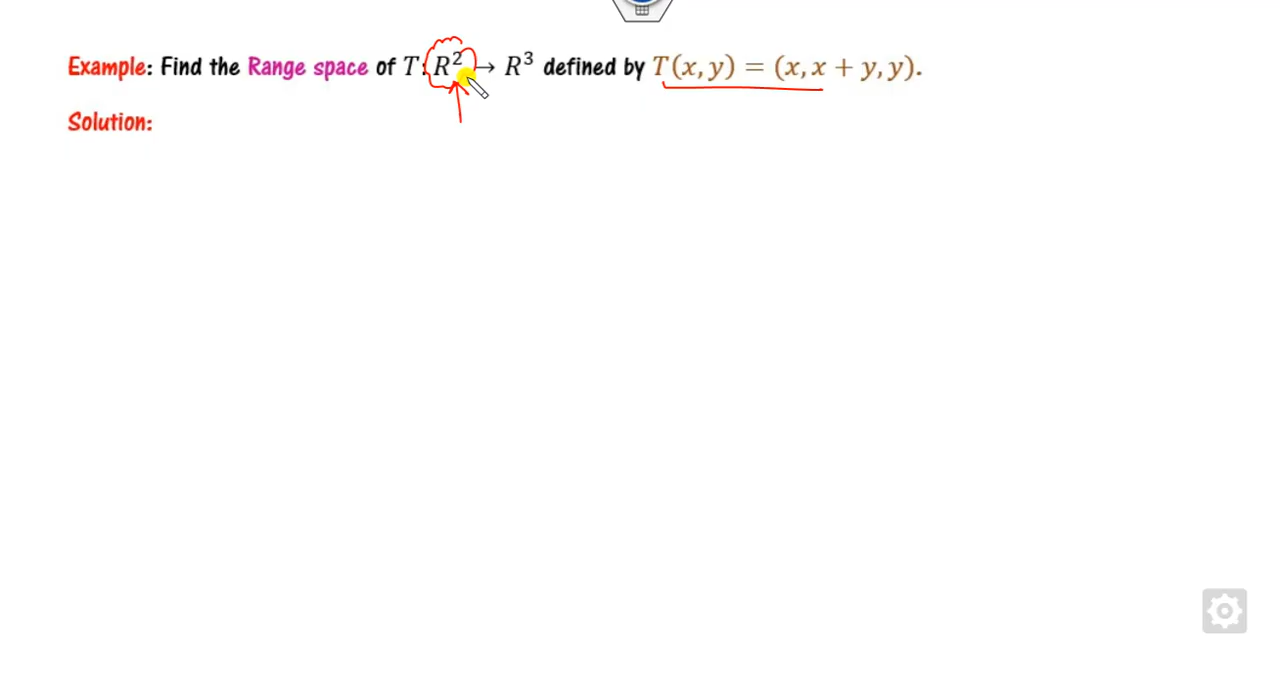 Example: Find the Range space of T: R² → R³ defined by T(x, y) = (x, x + y, y).
Solution: